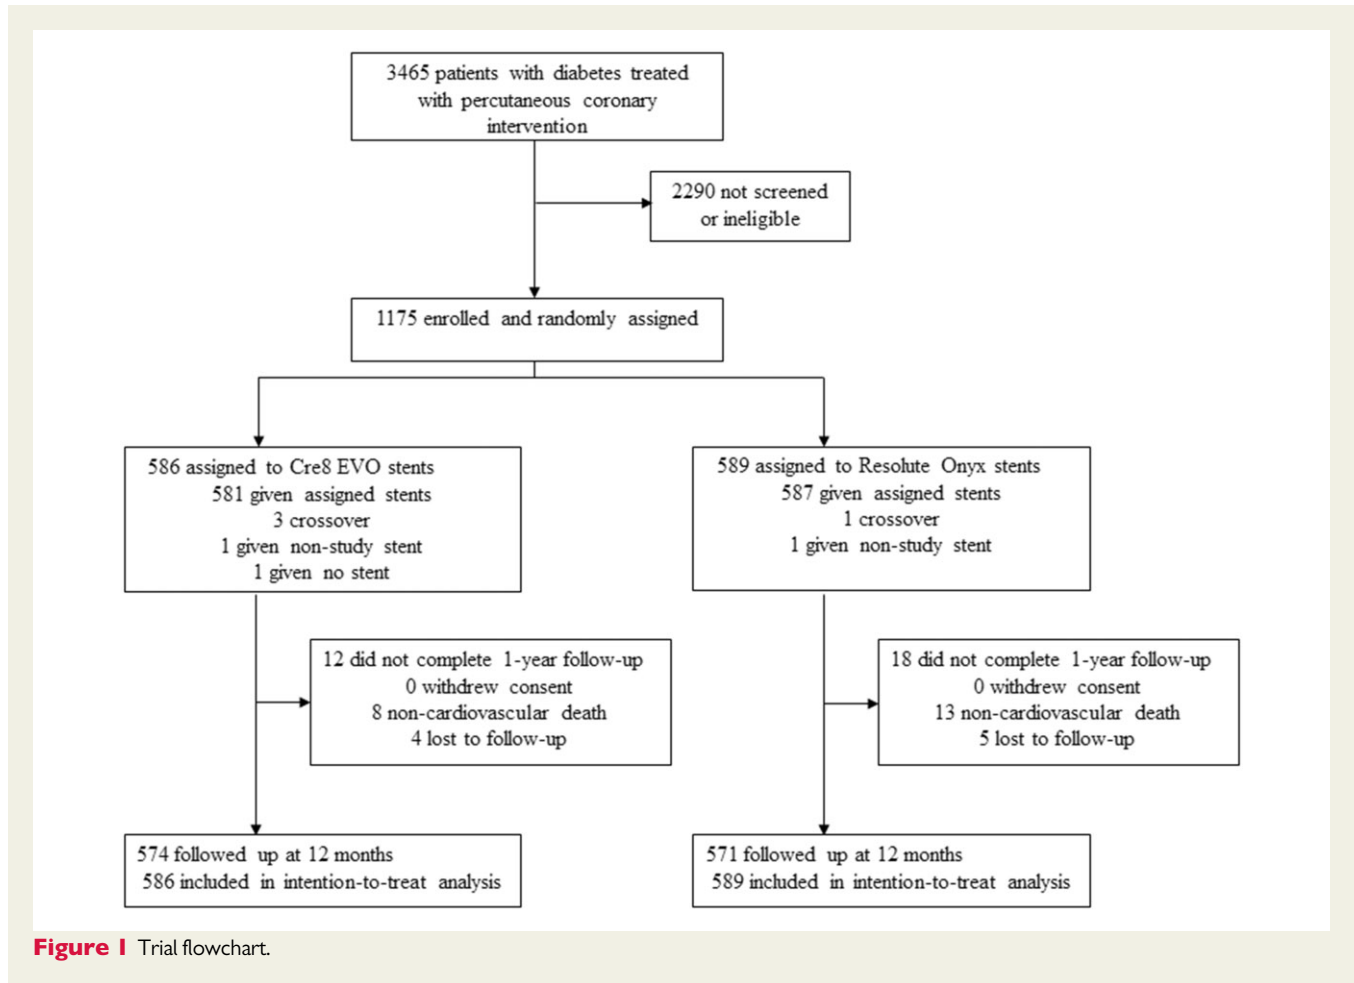 3465 patients with diabetes treated
with percutaneous coronary
intervention
2290 not screened
or ineligible
1175 enrolled and randomly assigned
586 assigned to Cre8 EVO stents
581 given assigned stents
3 crossover
1 given non-study stent
1 given no stent
589 assigned to Resolute Onyx stents
587 given assigned stents
1 crossover
1 given non-study stent
12 did not complete 1-year follow-up
0 withdrew consent
8 non-cardiovascular death
4 lost to follow-up
18 did not complete 1-year follow-up
0 withdrew consent
13 non-cardiovascular death
5 lost to follow-up
574 followed up at 12 months
586 included in intention-to-treat analysis
571 followed up at 12 months
589 included in intention-to-treat analysis
Figure 1 Trial flowchart.